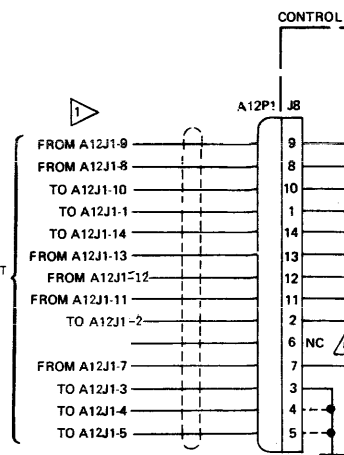 CONTROL
1
A12P1 J8
FROM A12J1-9 9
FROM A12J1-8 8
TO A12J1-10 10
TO A12J1-1 1
TO A12J1-14 14
FROM A12J1-13 13
T
FROM A12J1-12 12
FROM A12J1-11 11
TO A12J1-2 2
6 NC
FROM A12J1-7 7
TO A12J1-3 3
TO A12J1-4 4
TO A12J1-5 5